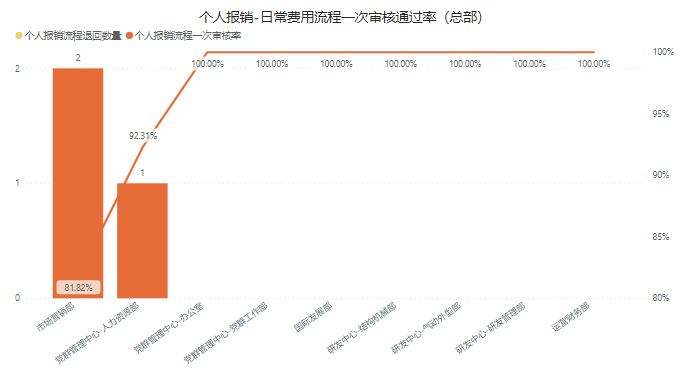 个人报销-日常费用流程一次审核通过率（总部）
个人报销流程退回数量 个人报销流程一次审核率
2 2 100.00% 100.00% 100.00% 100.00% 100.00% 100.00% 100.00% 100%
95%
92.31%
1 1 90%
85%
81.82%
0 80%
市场营销部
党群管理中心-人力资源部
党群管理中心-办公室
党群管理中心-党群工作部
国际发展部
研发中心-结构机械部
研发中心-气动外型部
研发中心-研发管理部
运营财务部